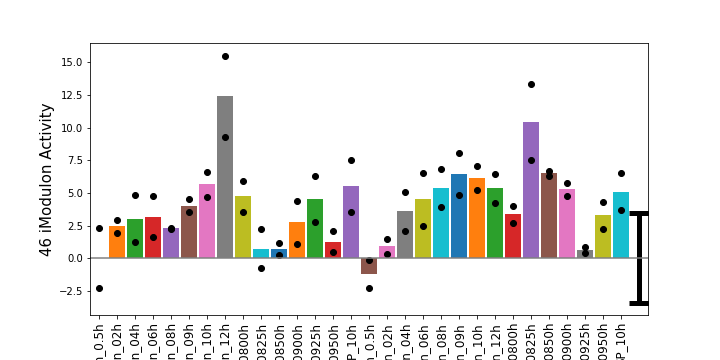 46 iModulon Activity
15.0
12.5
10.0
7.5
5.0
2.5
0.0
−2.5
n_0.5h
n_02h
n_04h
n_06h
n_08h
n_09h
n_10h
n_12h
0800h
0825h
0850h
0900h
0925h
0950h
P_10h
n_0.5h
n_02h
n_04h
n_06h
n_08h
n_09h
n_10h
n_12h
0800h
0825h
0850h
0900h
0925h
0950h
P_10h